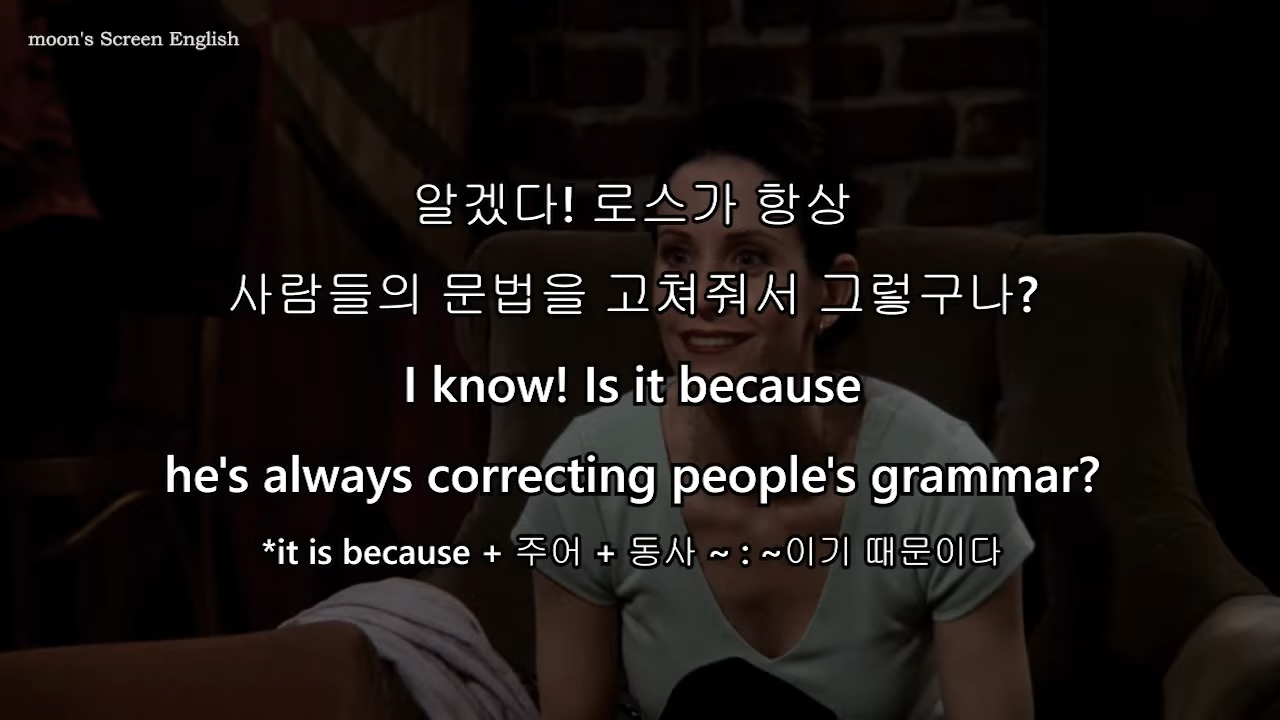 moon's Screen English
알겠다! 로스가 항상
사람들의 문법을 고쳐줘서 그렇구나?
I know! Is it because
he's always correcting people's grammar?
*it is because + 주어 + 동사 ~ : ~이기 때문이다